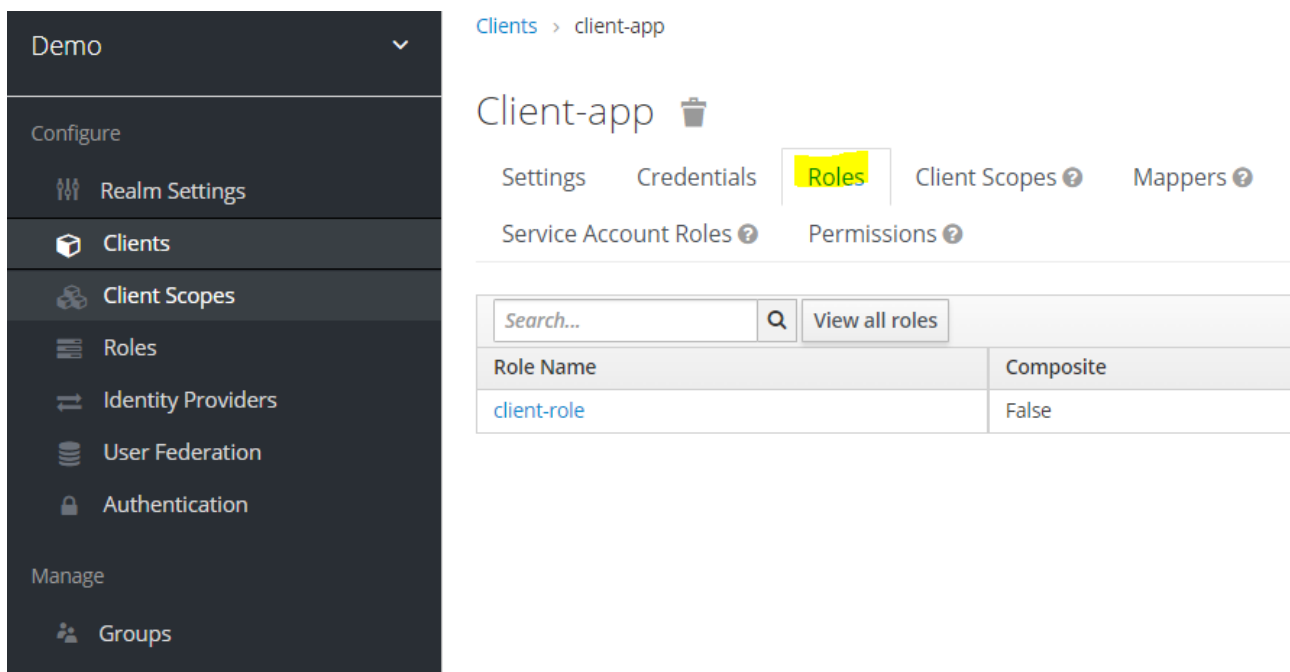 Demo
Configure
Realm Settings
Clients
Client Scopes
Roles
Identity Providers
User Federation
Authentication
Manage
Groups
Clients > client-app
Client-app
Settings Credentials Roles Client Scopes ? Mappers ?
Service Account Roles ? Permissions ?
Search... View all roles
Role Name Composite
client-role False